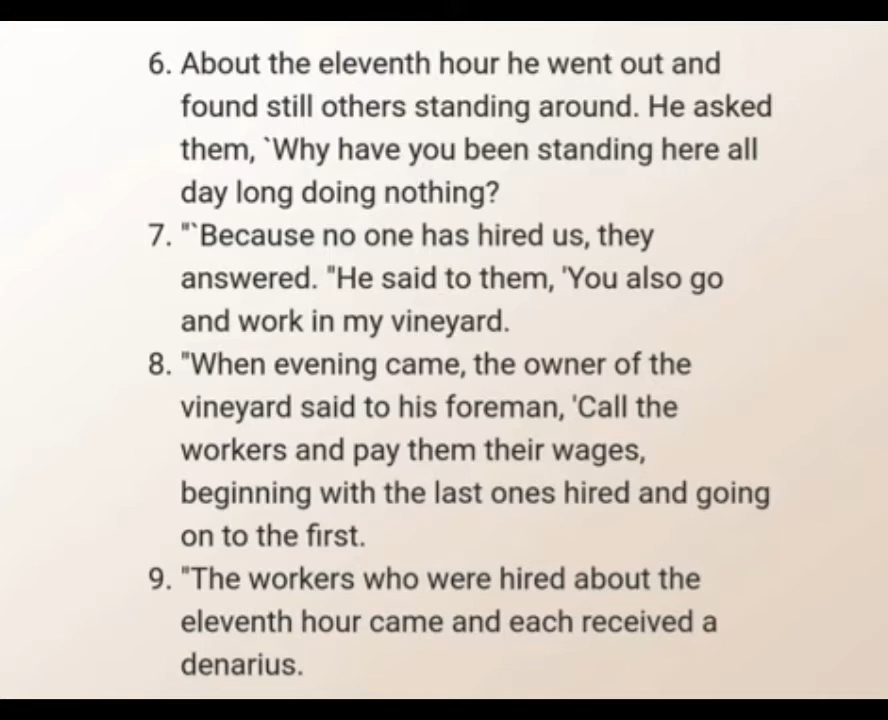 6. About the eleventh hour he went out and
found still others standing around. He asked
them, `Why have you been standing here all
day long doing nothing?
7. "`Because no one has hired us, they
answered. "He said to them, 'You also go
and work in my vineyard.
8. "When evening came, the owner of the
vineyard said to his foreman, 'Call the
workers and pay them their wages,
beginning with the last ones hired and going
on to the first.
9. "The workers who were hired about the
eleventh hour came and each received a
denarius.